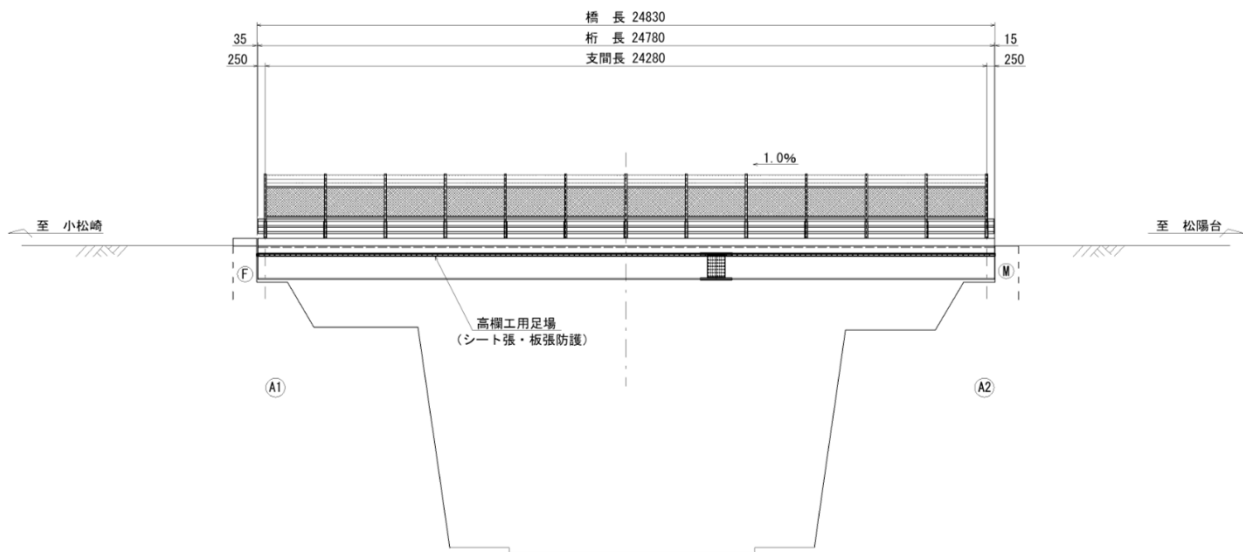 橋 長 24830
35 桁 長 24780 15
250 支間長 24280 250
1.0%
至 小松崎
至 松陽台
F
M
高欄工用足場
(シート張・板張防護)
A1
A2